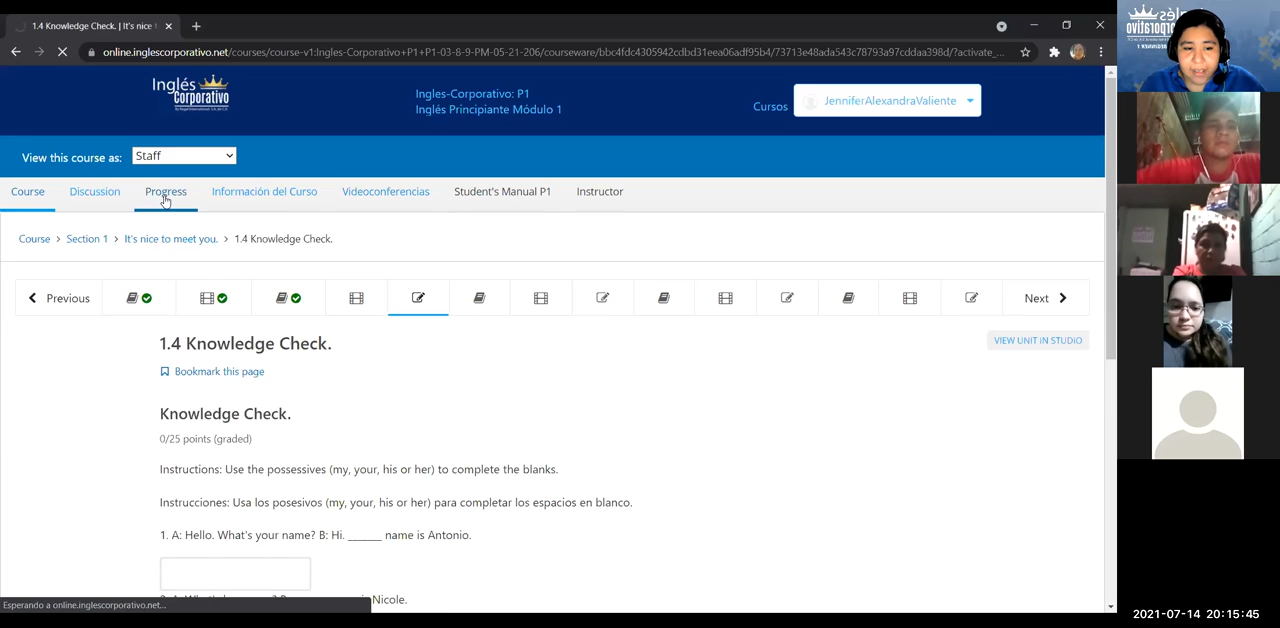 1.4 Knowledge Check. | It's nice t
online.inglescorporativo.net/courses/course-v1:Ingles-Corporativo+P1+P1-03-8-9-PM-05-21-206/courseware/bbc4fdc4305942cdbd31eea06adf95b4/73713e48ada543c78793a97cddaa398d/?activate_...
Inglés
Corporativo
Ingles-Corporativo: P1
Inglés Principiante Módulo 1
Cursos
JenniferAlexandraValiente
View this course as:
Staff
Course Discussion Progress Información del Curso Videoconferencias Student's Manual P1 Instructor
Course > Section 1 > It's nice to meet you. > 1.4 Knowledge Check.
Previous
Next
1.4 Knowledge Check.
VIEW UNIT IN STUDIO
Bookmark this page
Knowledge Check.
0/25 points (graded)
Instructions: Use the possessives (my, your, his or her) to complete the blanks.
Instrucciones: Usa los posesivos (my, your, his or her) para completar los espacios en blanco.
1. A: Hello. What's your name? B: Hi. ______ name is Antonio.
Nicole.
Esperando a online.inglescorporativo.net...
2021-07-14 20:15:45